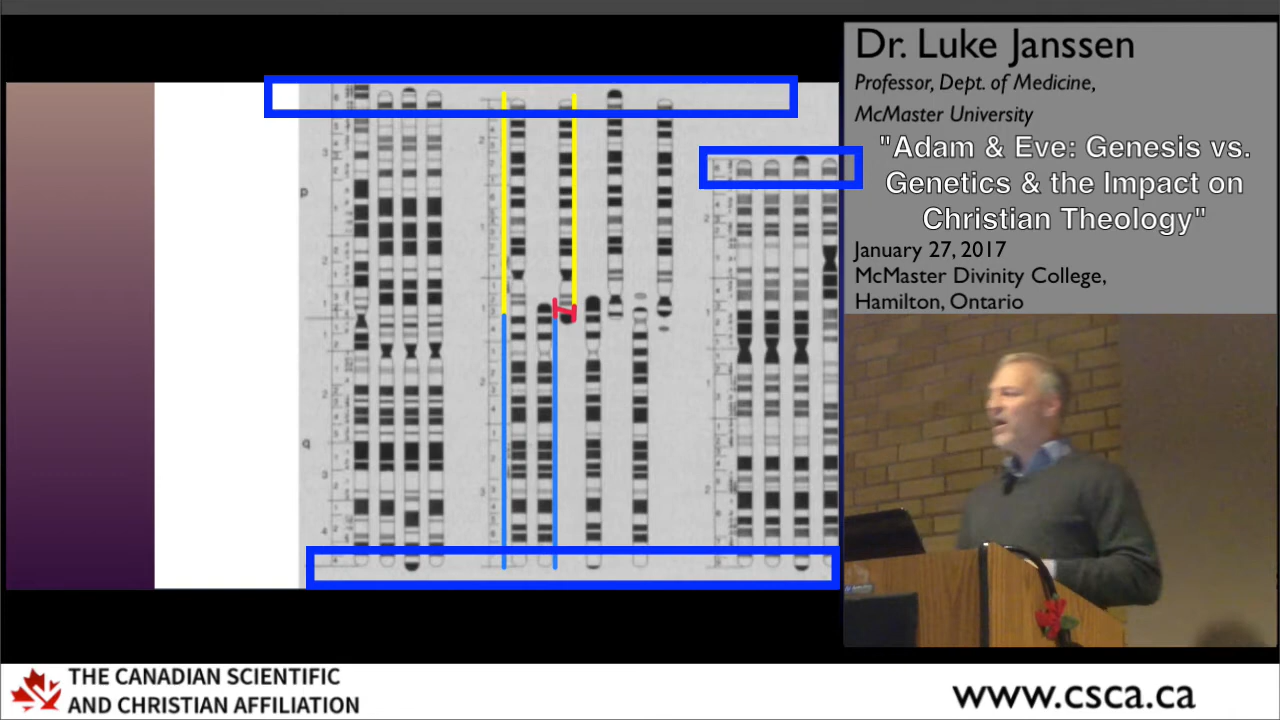 Dr. Luke Janssen
Professor, Dept. of Medicine,
McMaster University
"Adam & Eve: Genesis vs.
Genetics & the Impact on
Christian Theology"
January 27, 2017
McMaster Divinity College,
Hamilton, Ontario
p
q
THE CANADIAN SCIENTIFIC
AND CHRISTIAN AFFILIATION
www.csca.ca